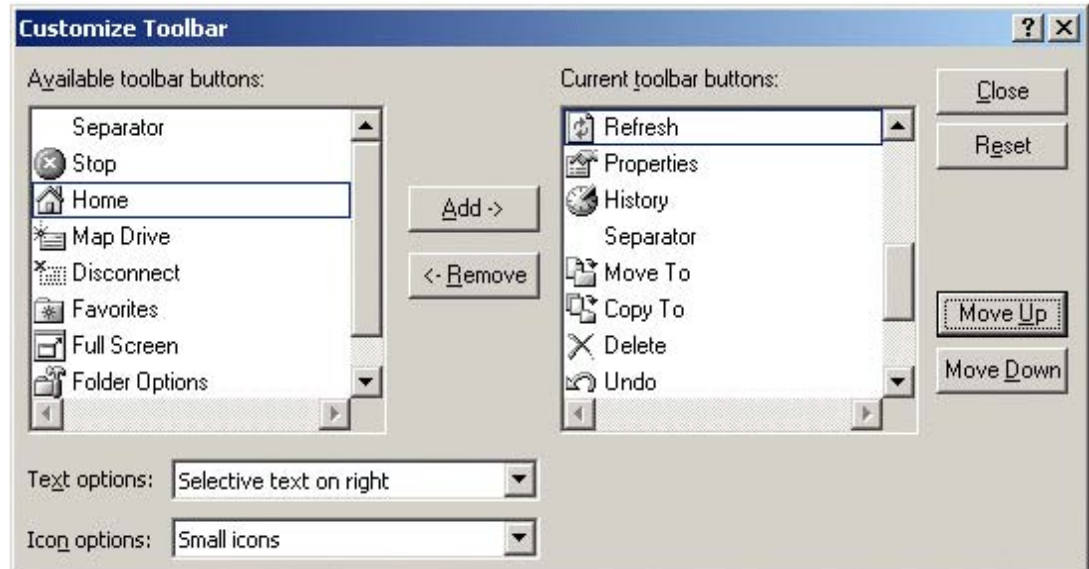 Customize Toolbar
Available toolbar buttons:
Separator
Stop
Home
Map Drive
Disconnect
Favorites
Full Screen
Folder Options
Add ->
<- Remove
Current toolbar buttons:
Refresh
Properties
History
Separator
Move To
Copy To
Delete
Undo
Close
Reset
Move Up
Move Down
Text options: Selective text on right
Icon options: Small icons